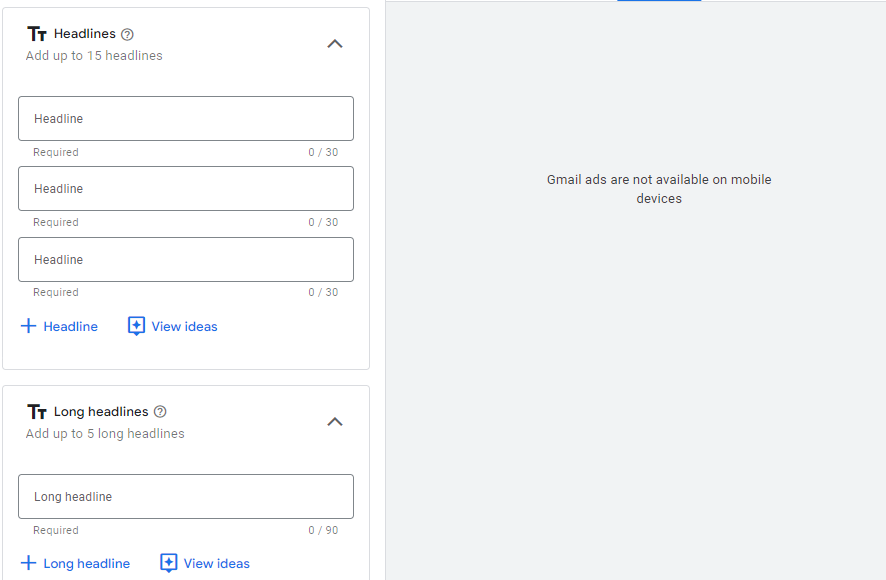 Headlines
Add up to 15 headlines
Headline
Required 0 / 30
Headline
Required 0 / 30
Headline
Required 0 / 30
Headline View ideas
Long headlines
Add up to 5 long headlines
Long headline
Required 0 / 90
Long headline View ideas
Gmail ads are not available on mobile
devices